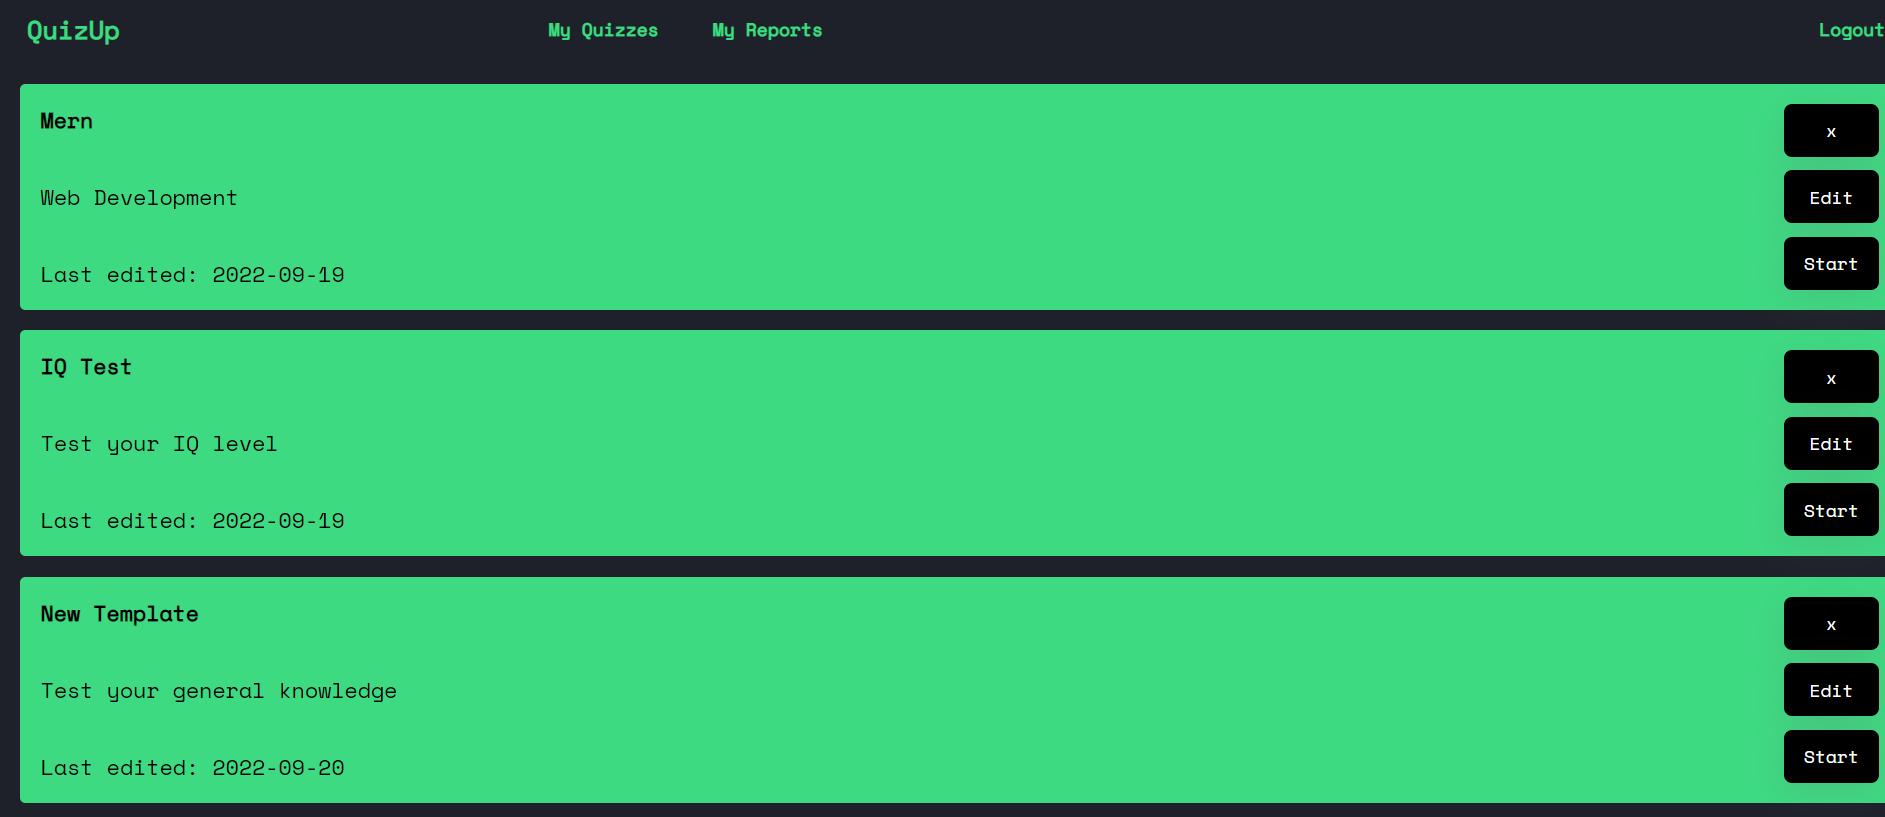 QuizUp My Quizzes My Reports Logout
Mern
x
Web Development
Edit
Last edited: 2022-09-19
Start
IQ Test
x
Test your IQ level
Edit
Last edited: 2022-09-19
Start
New Template
x
Test your general knowledge
Edit
Last edited: 2022-09-20
Start